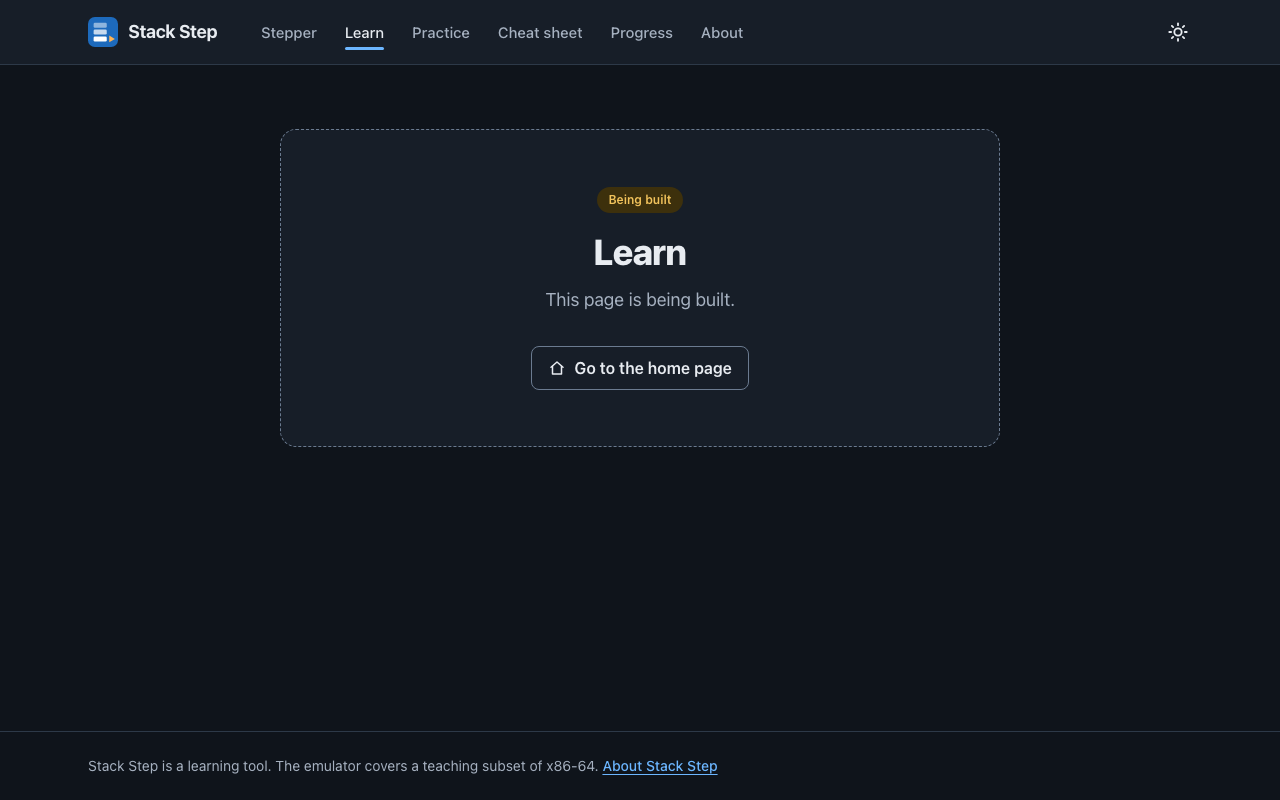 Stack Step
Stepper
Learn
Practice
Cheat sheet
Progress
About
Being built
Learn
This page is being built.
Go to the home page
Stack Step is a learning tool. The emulator covers a teaching subset of x86-64. About Stack Step